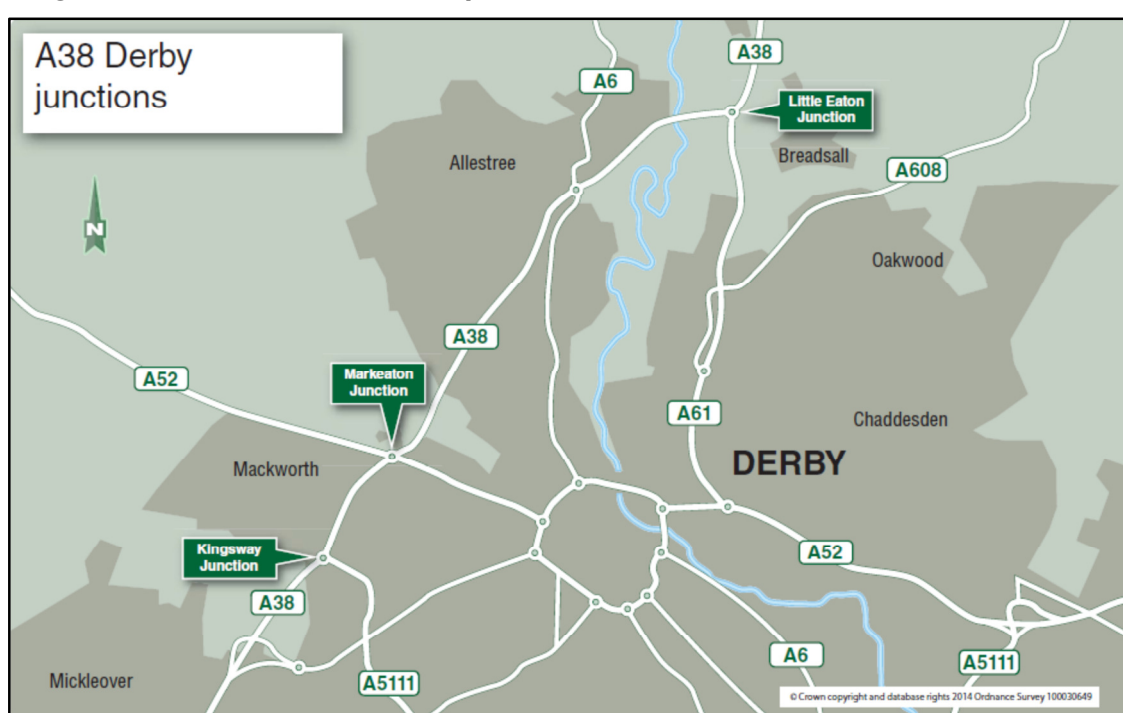 A38 Derby
junctions
A38
A6
Little Eaton
Junction
Allestree
Breadsall
A608
N
Oakwood
A38
Markeaton
Junction
A52
A61
Chaddesden
Mackworth
DERBY
Kingsway
Junction
A52
A38
A6
A5111
Mickleover
A5111
© Crown copyright and database rights 2014 Ordnance Survey 100030649